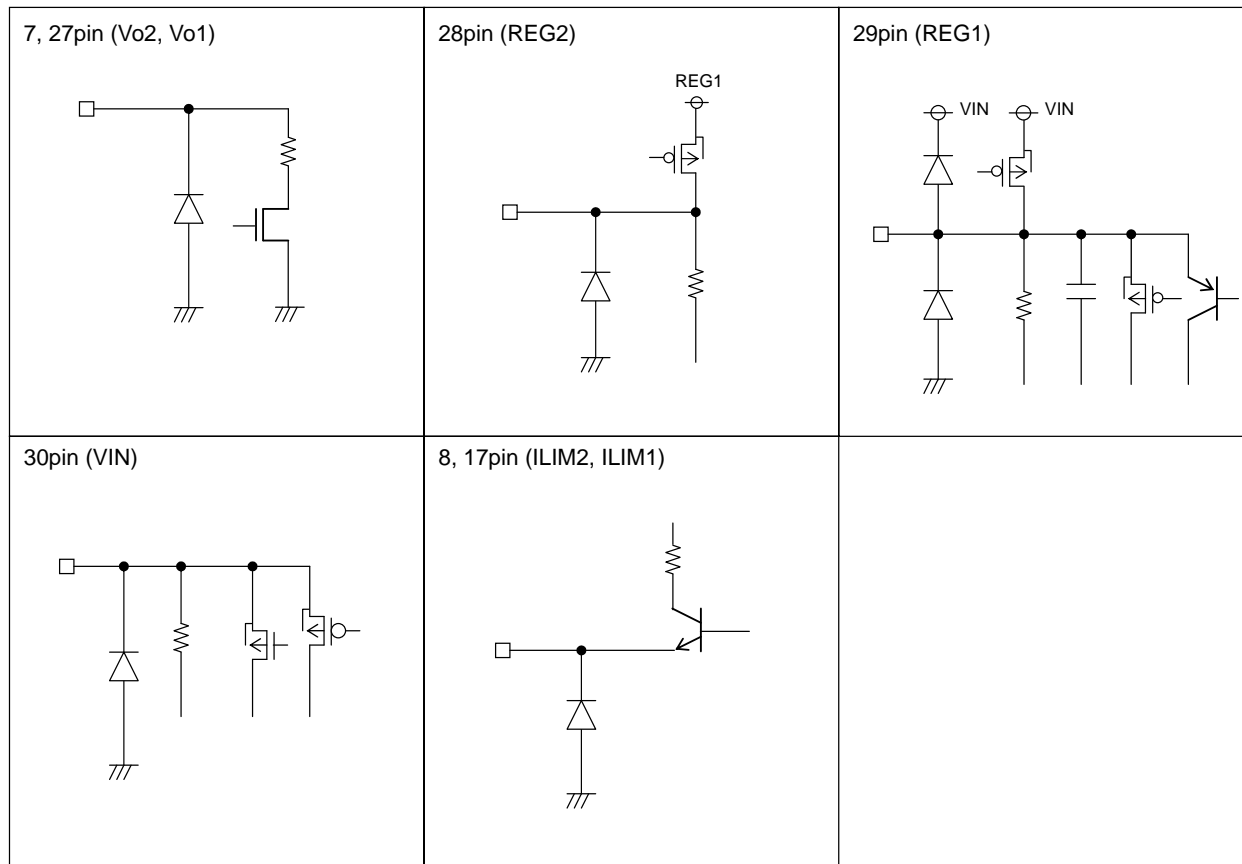 7, 27pin (Vo2, Vo1)
28pin (REG2)
REG1
29pin (REG1)
VIN
VIN
30pin (VIN)
8, 17pin (ILIM2, ILIM1)